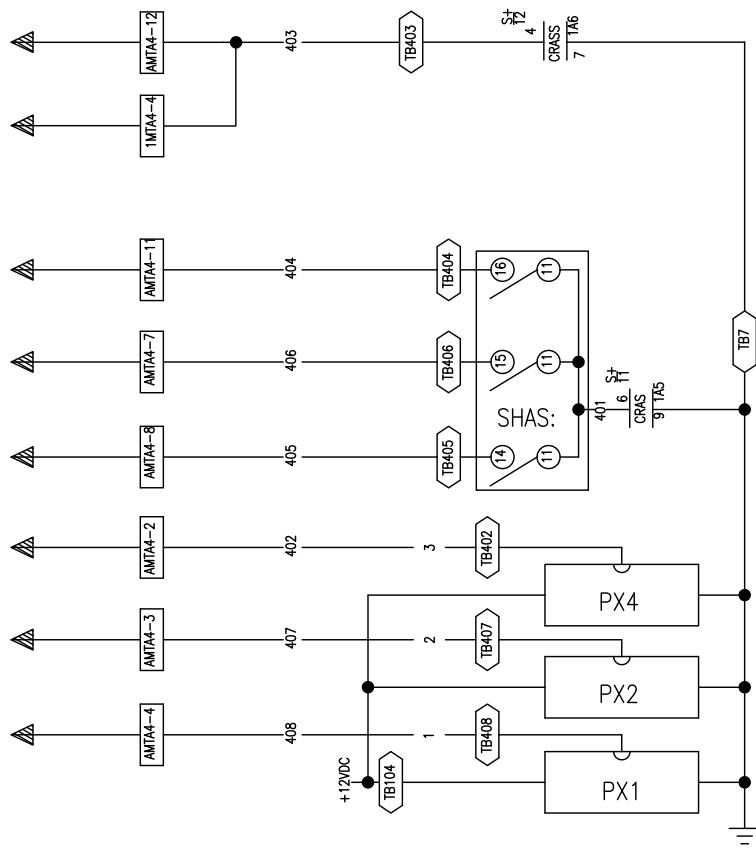 AMTA4-12
403
TB403
S+
12
4
CRASS
7
1A6
1MTA4-4
AMTA4-11
404
TB404
16
11
AMTA4-7
406
TB406
15
11
TB7
SHAS:
401
S+
11
6
CRAS
9
1A5
AMTA4-8
405
TB405
14
11
AMTA4-2
402
3
TB402
PX4
AMTA4-3
407
2
TB407
PX2
AMTA4-4
408
1
TB408
+12VDC
TB104
PX1